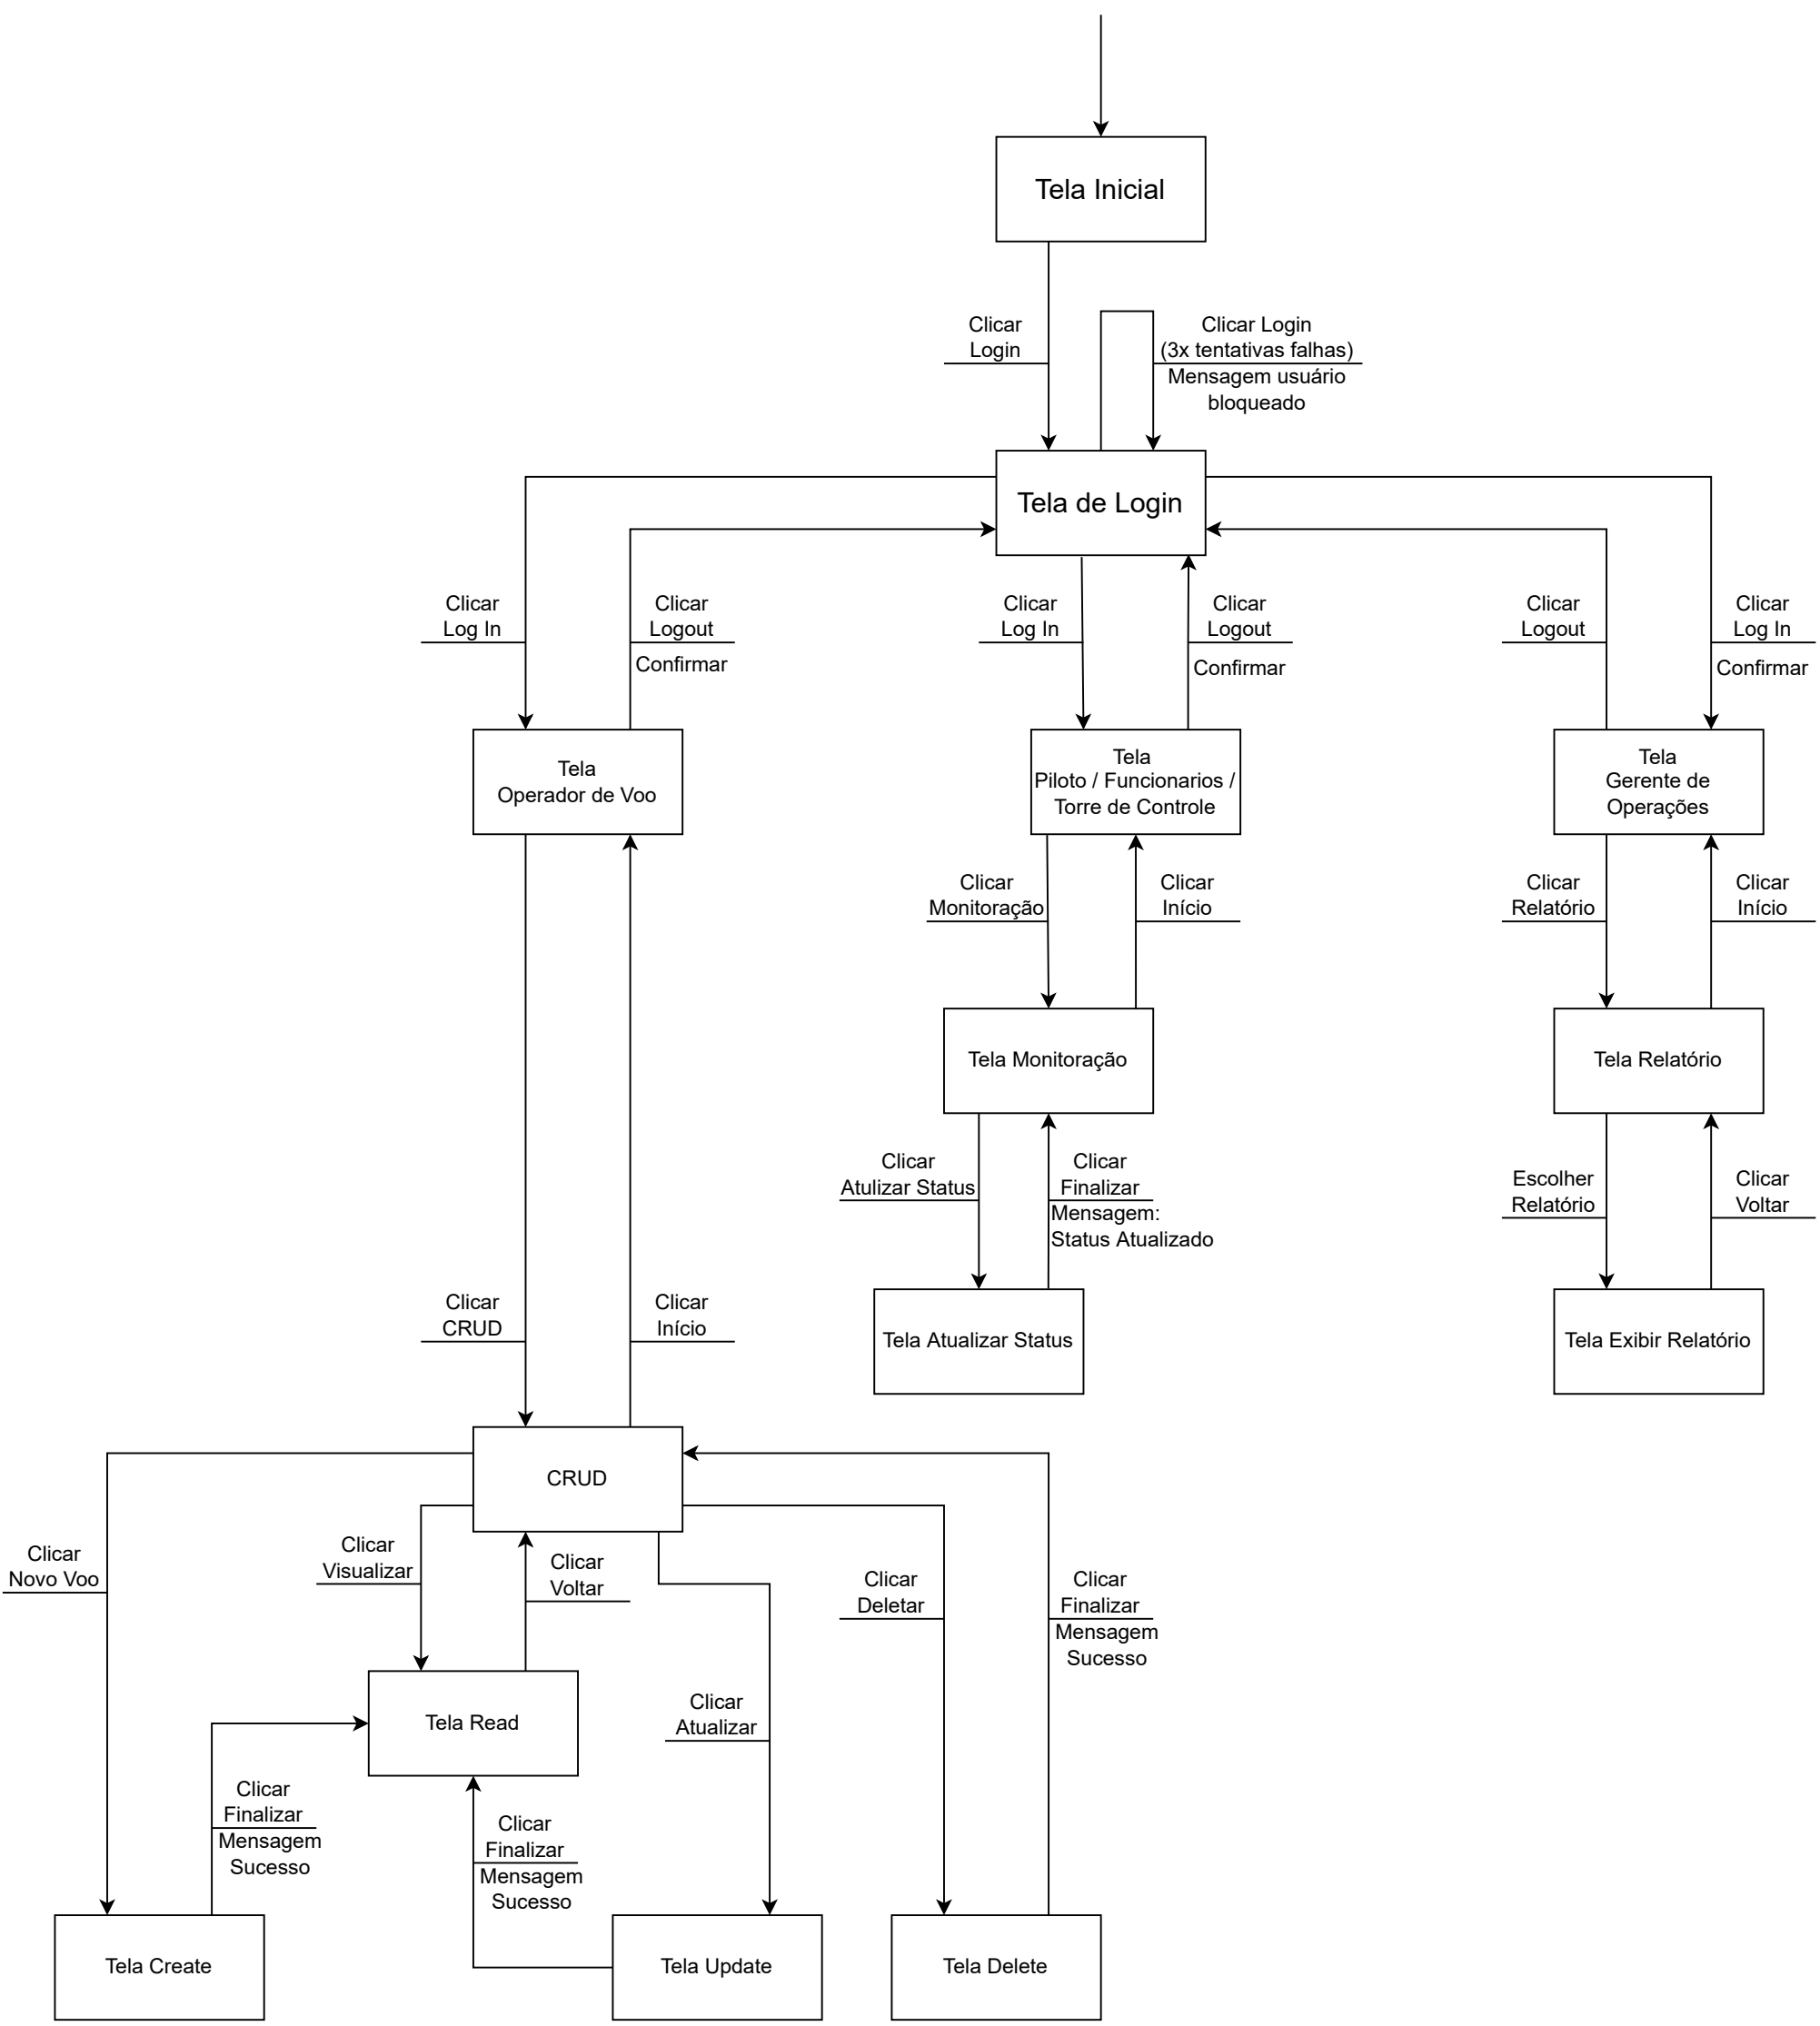 Tela Inicial
Clicar
Login
Clicar Login
(3x tentativas falhas)
Mensagem usuário
bloqueado
Tela de Login
Clicar
Log In
Clicar
Logout
Confirmar
Clicar
Log In
Clicar
Logout
Confirmar
Clicar
Logout
Clicar
Log In
Confirmar
Tela
Operador de Voo
Tela
Piloto / Funcionarios /
Torre de Controle
Tela
Gerente de
Operações
Clicar
Monitoração
Clicar
Início
Clicar
Relatório
Clicar
Início
Tela Monitoração
Tela Relatório
Clicar
Atulizar Status
Clicar
Finalizar
Mensagem:
Status Atualizado
Escolher
Relatório
Clicar
Voltar
Clicar
CRUD
Clicar
Início
Tela Atualizar Status
Tela Exibir Relatório
CRUD
Clicar
Novo Voo
Clicar
Visualizar
Clicar
Voltar
Clicar
Deletar
Clicar
Finalizar
Mensagem
Sucesso
Tela Read
Clicar
Atualizar
Clicar
Finalizar
Mensagem
Sucesso
Clicar
Finalizar
Mensagem
Sucesso
Tela Create
Tela Update
Tela Delete